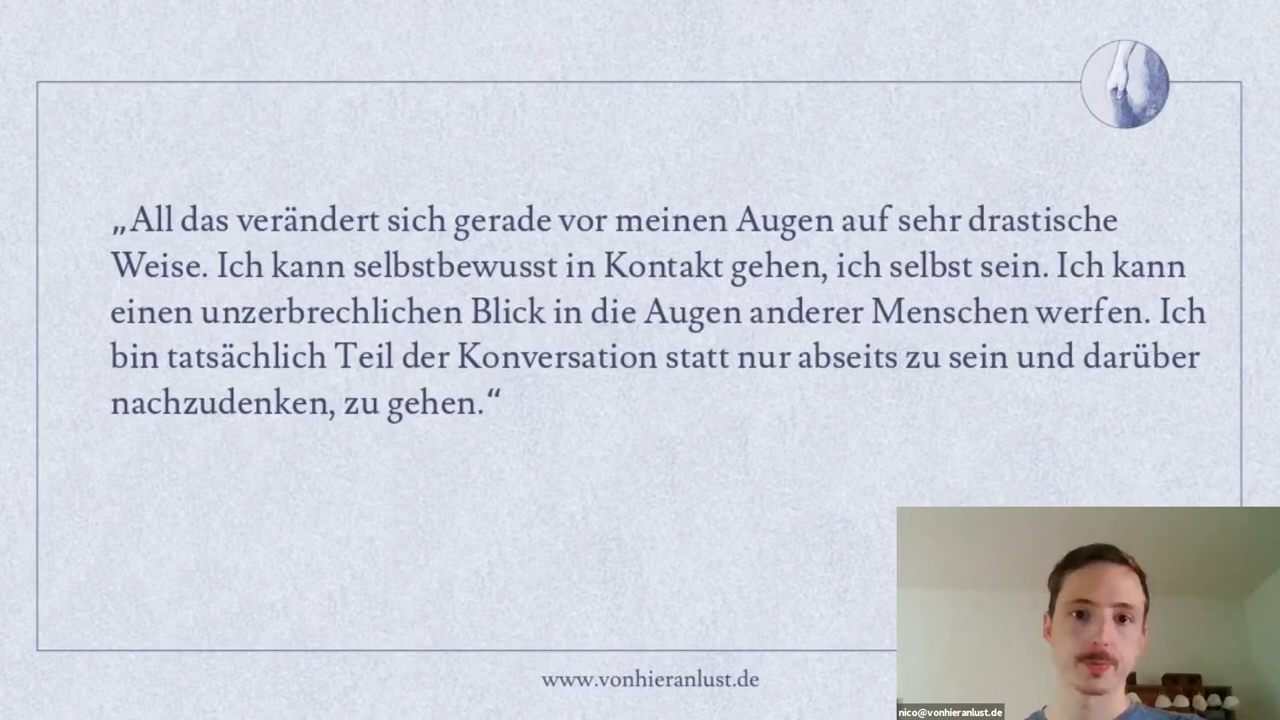 „All das verändert sich gerade vor meinen Augen auf sehr drastische
Weise. Ich kann selbstbewusst in Kontakt gehen, ich selbst sein. Ich kann
einen unzerbrechlichen Blick in die Augen anderer Menschen werfen. Ich
bin tatsächlich Teil der Konversation statt nur abseits zu sein und darüber
nachzudenken, zu gehen.“
www.vonhieranlust.de
nico@vonhieranlust.de